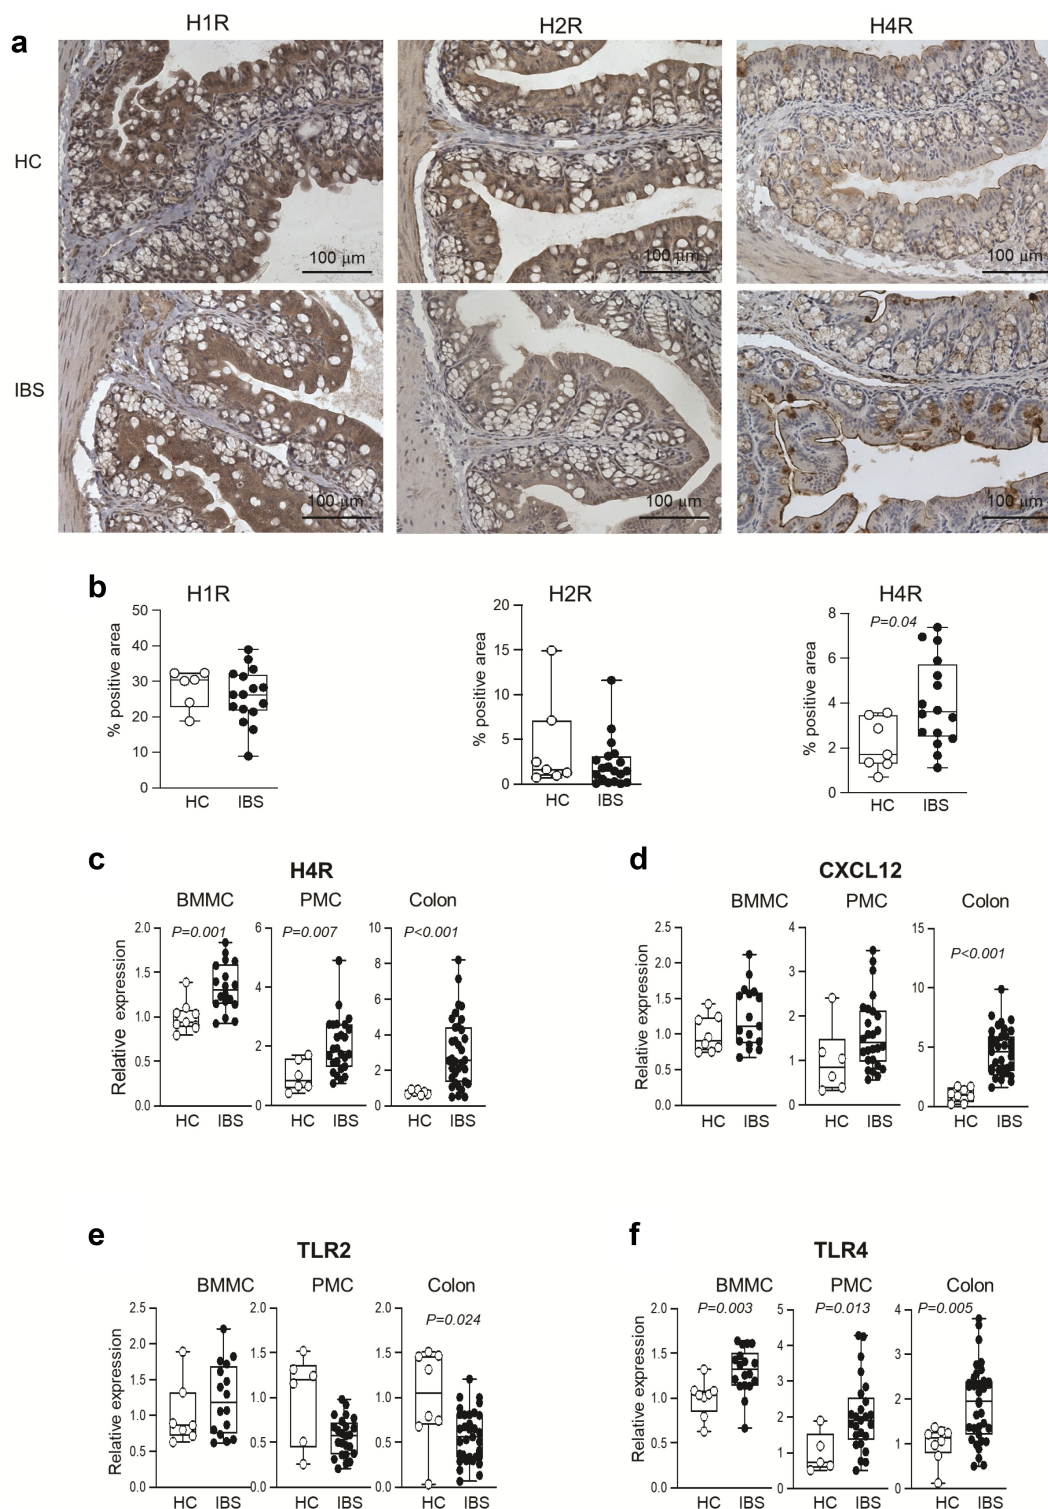 a
H1R
H2R
H4R
HC
100 µm
100 µm
100 µm
IBS
100 µm
100 µm
100 µm
b
H1R
H2R
H4R
% positive area
50
40
30
20
10
0
HC
IBS
% positive area
20
15
10
5
0
HC
IBS
P=0.04
% positive area
8
6
4
2
0
HC
IBS
c
H4R
BMMC
PMC
Colon
Relative expression
2.0
1.5
1.0
0.5
0.0
P=0.001
HC
IBS
6
4
2
0
P=0.007
HC
IBS
10
8
6
4
2
0
P<0.001
HC
IBS
d
CXCL12
BMMC
PMC
Colon
Relative expression
2.5
2.0
1.5
1.0
0.5
0.0
HC
IBS
4
3
2
1
0
HC
IBS
15
10
5
0
P<0.001
HC
IBS
e
TLR2
BMMC
PMC
Colon
Relative expression
2.5
2.0
1.5
1.0
0.5
0.0
HC
IBS
2.0
1.5
1.0
0.5
0.0
HC
IBS
2.0
1.5
1.0
0.5
0.0
P=0.024
HC
IBS
f
TLR4
BMMC
PMC
Colon
Relative expression
2.0
1.5
1.0
0.5
0.0
P=0.003
HC
IBS
5
4
3
2
1
0
P=0.013
HC
IBS
4
3
2
1
0
P=0.005
HC
IBS